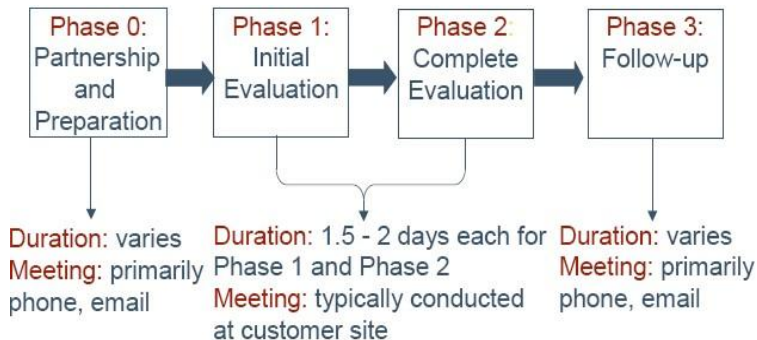 Phase 0:
Partnership
and
Preparation
Phase 1:
Initial
Evaluation
Phase 2:
Complete
Evaluation
Phase 3:
Follow-up
Duration: varies
Meeting: primarily
phone, email
Duration: 1.5 - 2 days each for
Phase 1 and Phase 2
Meeting: typically conducted
at customer site
Duration: varies
Meeting: primarily
phone, email